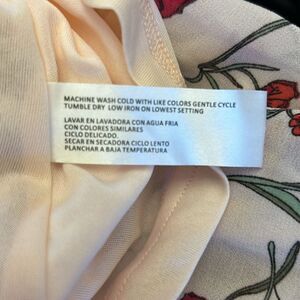 MACHINE WASH COLD WITH LIKE COLORS GENTLE CYCLE
TUMBLE DRY LOW IRON ON LOWEST SETTING
LAVAR EN LAVADORA CON AGUA FRIA
CON COLORES SIMILARES
CICLO DELICADO.
SECAR EN SECADORA CICLO LENTO
PLANCHAR A BAJA TEMPERATURA